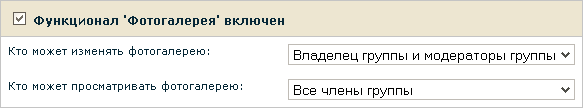 Функционал 'Фотогалерея' включен
Кто может изменять фотогалерею: Владелец группы и модераторы группы
Кто может просматривать фотогалерею: Все члены группы